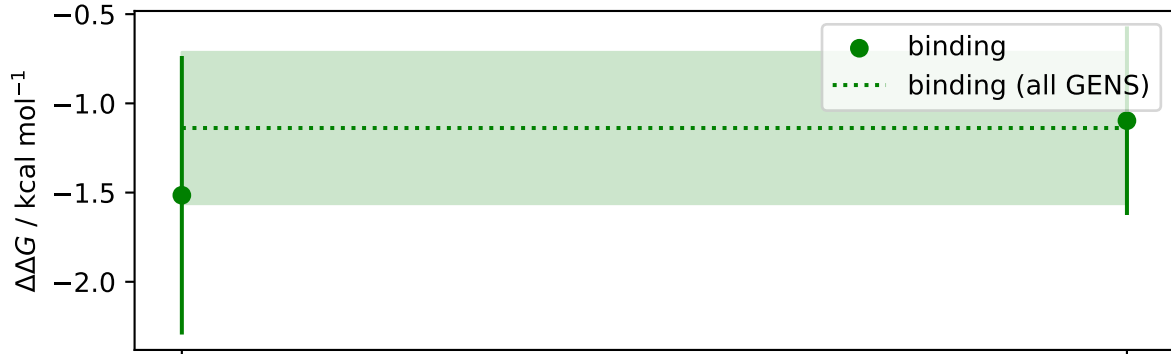 −0.5
−1.0
−1.5
−2.0
ΔΔG / kcal mol⁻¹
binding
binding (all GENS)